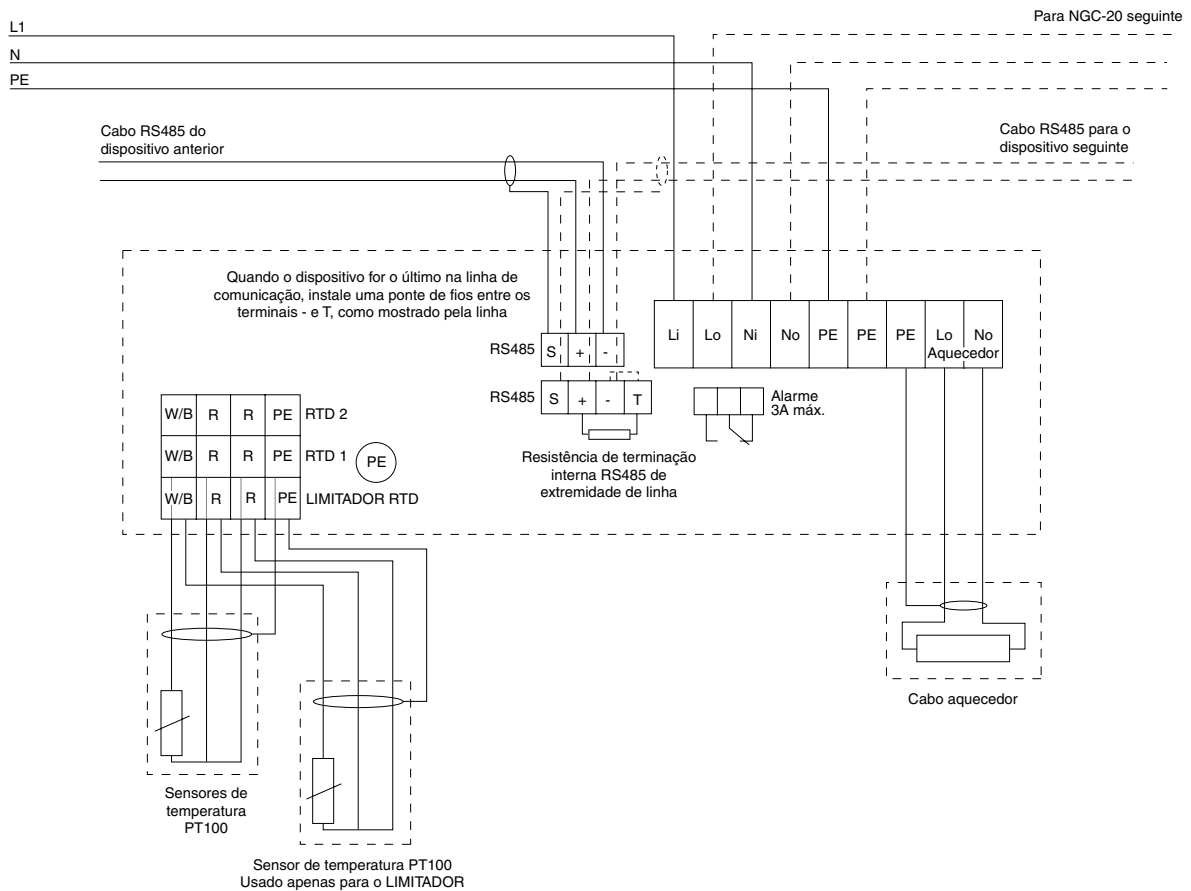 Para NGC-20 seguinte
L1
N
PE
Cabo RS485 do
dispositivo anterior
Cabo RS485 para o
dispositivo seguinte
Quando o dispositivo for o último na linha de
comunicação, instale uma ponte de fios entre os
terminais - e T, como mostrado pela linha
Li Lo Ni No PE PE PE Lo No
Aquecedor
RS485 S + -
RS485 S + - T
Alarme
3A máx.
Resistência de terminação
interna RS485 de
extremidade de linha
W/B R R PE RTD 2
W/B R R PE RTD 1 PE
W/B R R PE LIMITADOR RTD
Cabo aquecedor
Sensores de
temperatura
PT100
Sensor de temperatura PT100
Usado apenas para o LIMITADOR